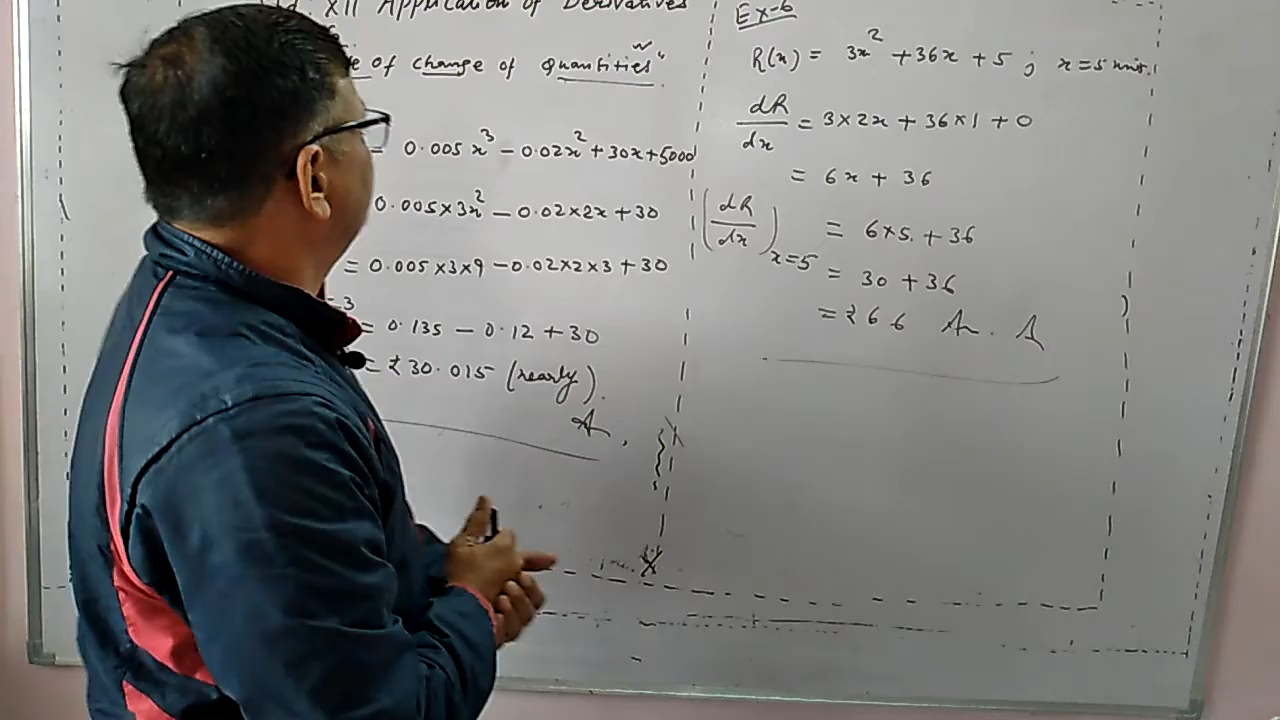 XII Application of Derivatives
of change of Quantities"
= 0.005x³ – 0.02x² + 30x + 5000
0.005×3x² – 0.02×2x + 30
= 0.005×3×9 – 0.02×2×3 + 30
= 0.135 – 0.12 + 30
= ₹30.015 (nearly).
Ex-6
R(x) = 3x² + 36x + 5 ; x = 5 units
dR/dx = 3×2x + 36×1 + 0
= 6x + 36
(dR/dx)x=5 = 6×5 + 36
= 30 + 36
= ₹66 An.